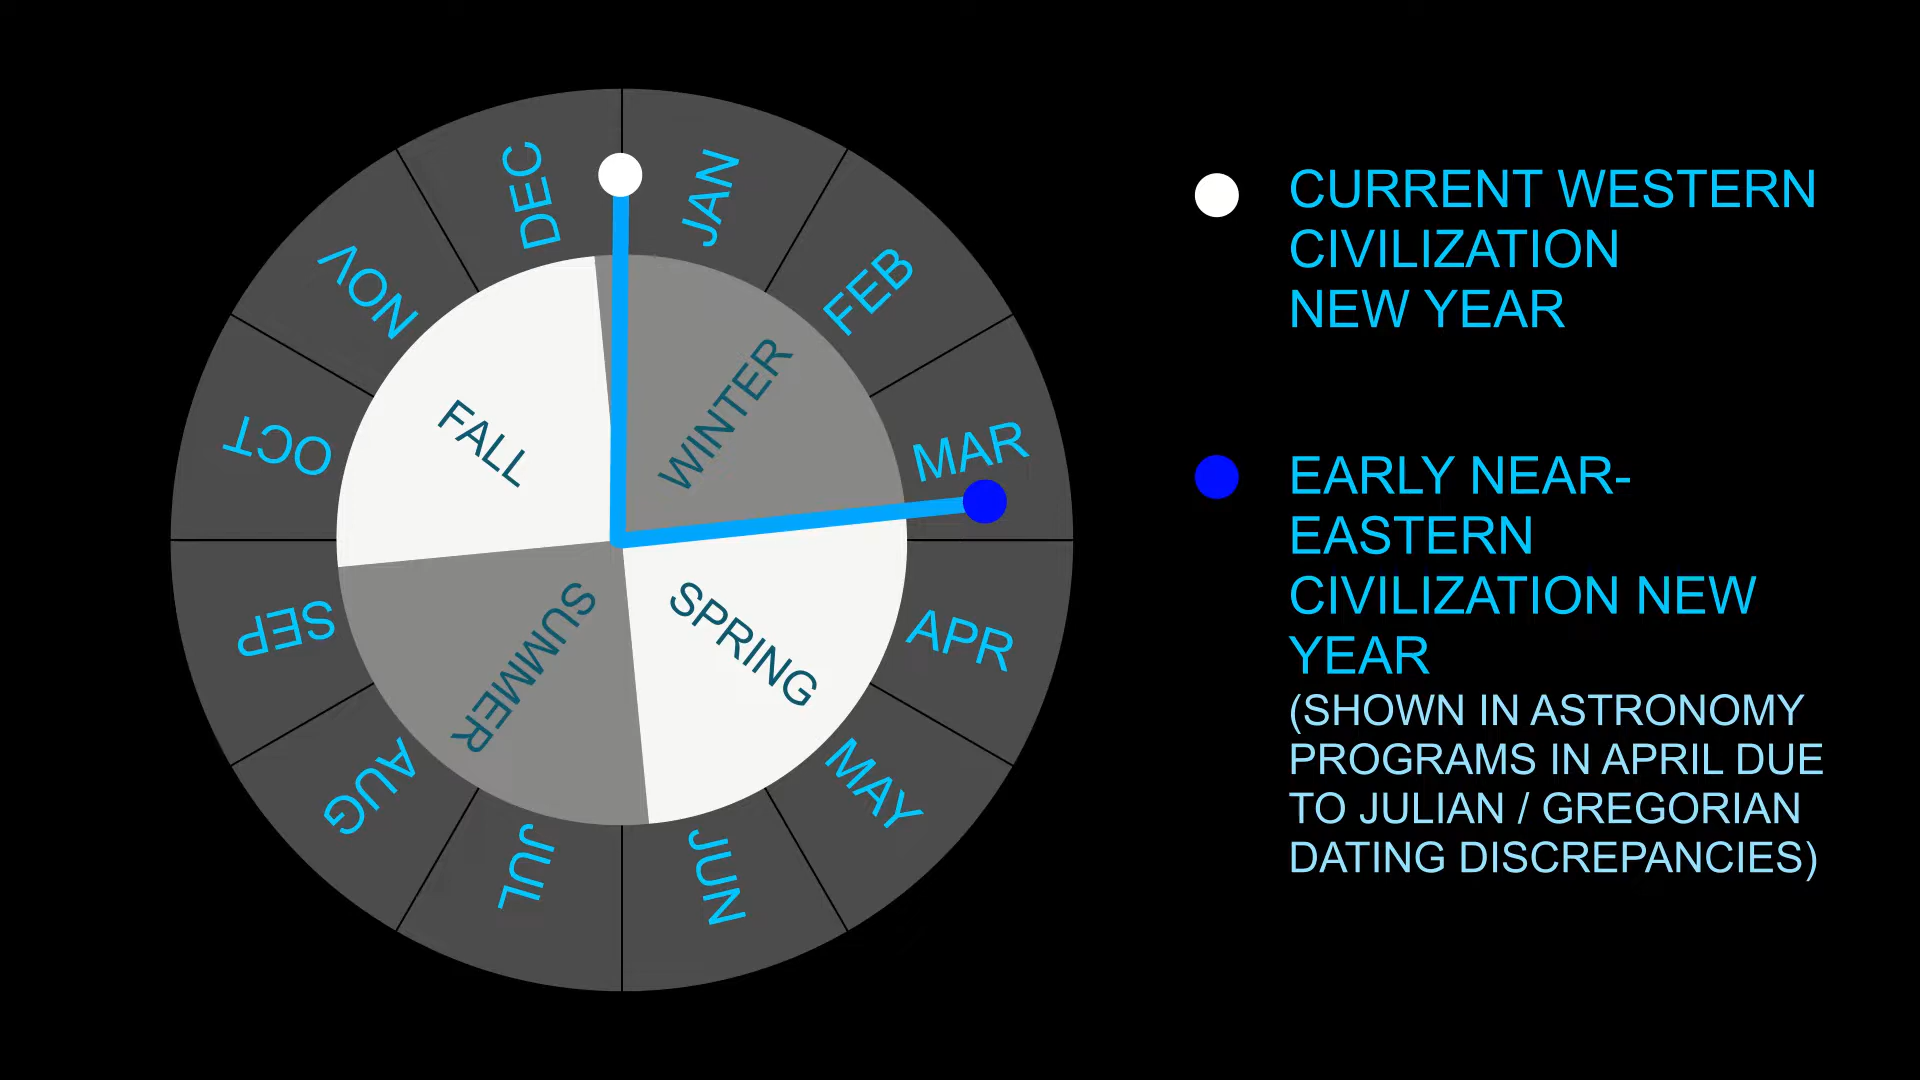 DEC
JAN
NOV
FEB
WINTER
FALL
OCT
MAR
SPRING
SUMMER
SEP
APR
AUG
MAY
JUL
JUN
CURRENT WESTERN
CIVILIZATION
NEW YEAR
EARLY NEAR-
EASTERN
CIVILIZATION NEW
YEAR
(SHOWN IN ASTRONOMY
PROGRAMS IN APRIL DUE
TO JULIAN / GREGORIAN
DATING DISCREPANCIES)